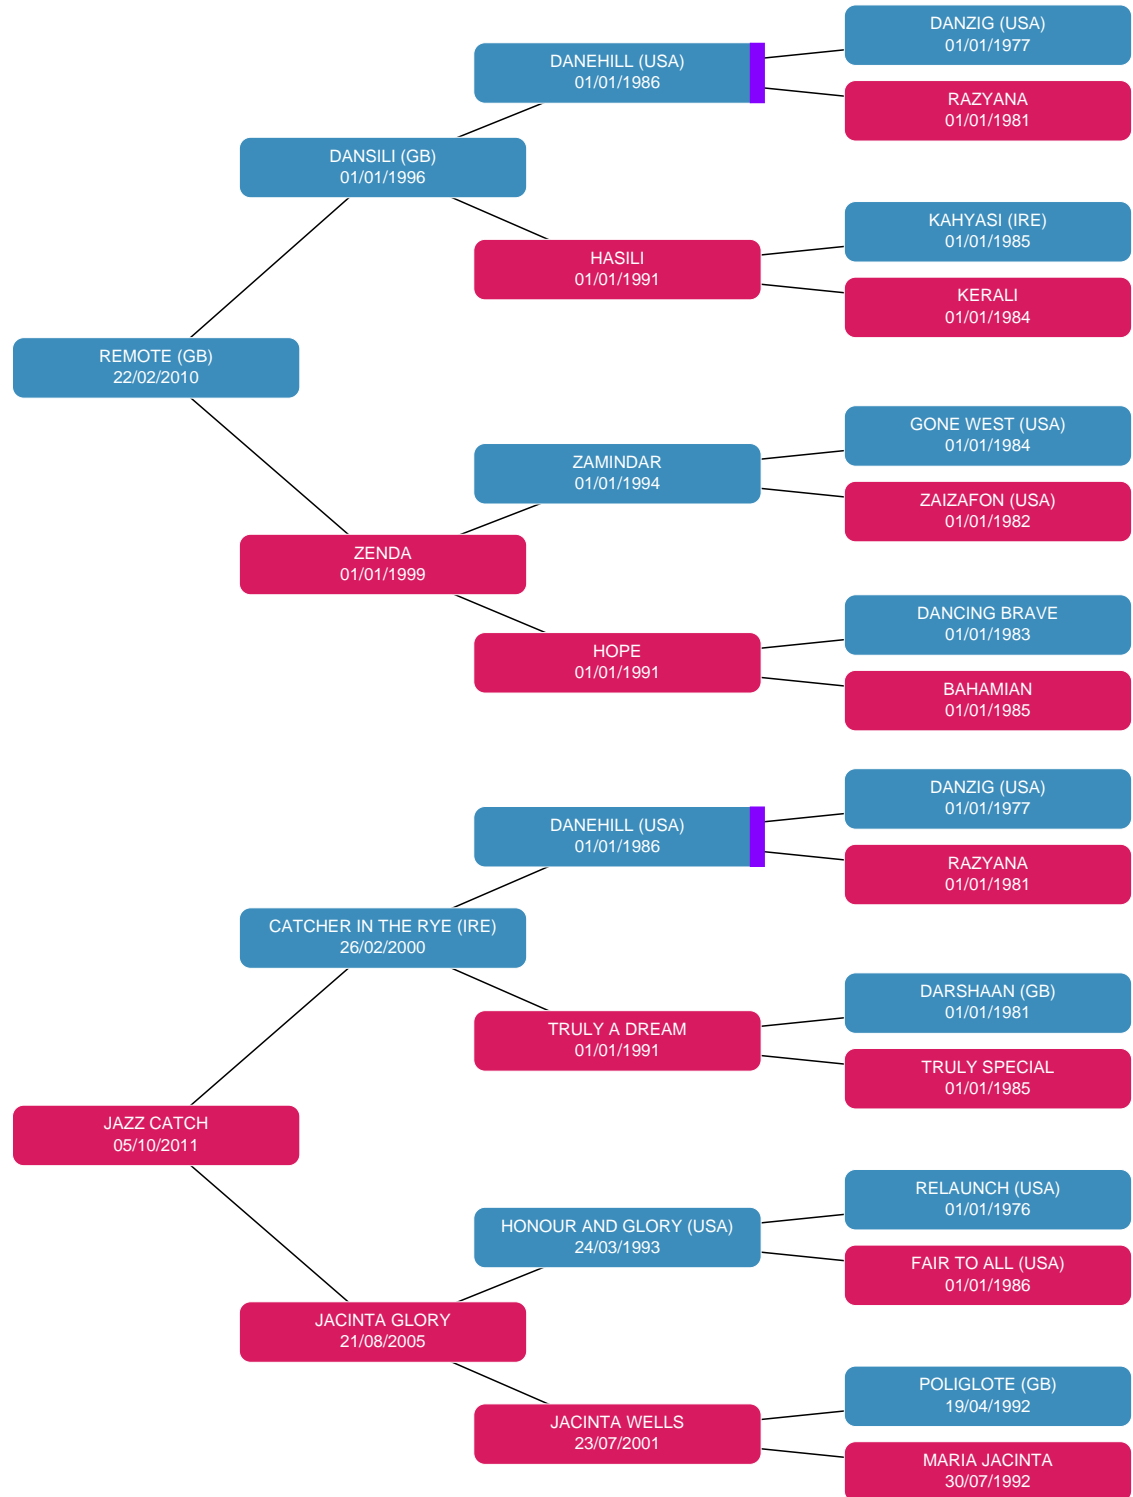 DANZIG (USA)
01/01/1977
DANEHILL (USA)
01/01/1986
RAZYANA
01/01/1981
DANSILI (GB)
01/01/1996
KAHYASI (IRE)
01/01/1985
HASILI
01/01/1991
KERALI
01/01/1984
REMOTE (GB)
22/02/2010
GONE WEST (USA)
01/01/1984
ZAMINDAR
01/01/1994
ZAIZAFON (USA)
01/01/1982
ZENDA
01/01/1999
DANCING BRAVE
01/01/1983
HOPE
01/01/1991
BAHAMIAN
01/01/1985
DANZIG (USA)
01/01/1977
DANEHILL (USA)
01/01/1986
RAZYANA
01/01/1981
CATCHER IN THE RYE (IRE)
26/02/2000
DARSHAAN (GB)
01/01/1981
TRULY A DREAM
01/01/1991
TRULY SPECIAL
01/01/1985
JAZZ CATCH
05/10/2011
RELAUNCH (USA)
01/01/1976
HONOUR AND GLORY (USA)
24/03/1993
FAIR TO ALL (USA)
01/01/1986
JACINTA GLORY
21/08/2005
POLIGLOTE (GB)
19/04/1992
JACINTA WELLS
23/07/2001
MARIA JACINTA
30/07/1992